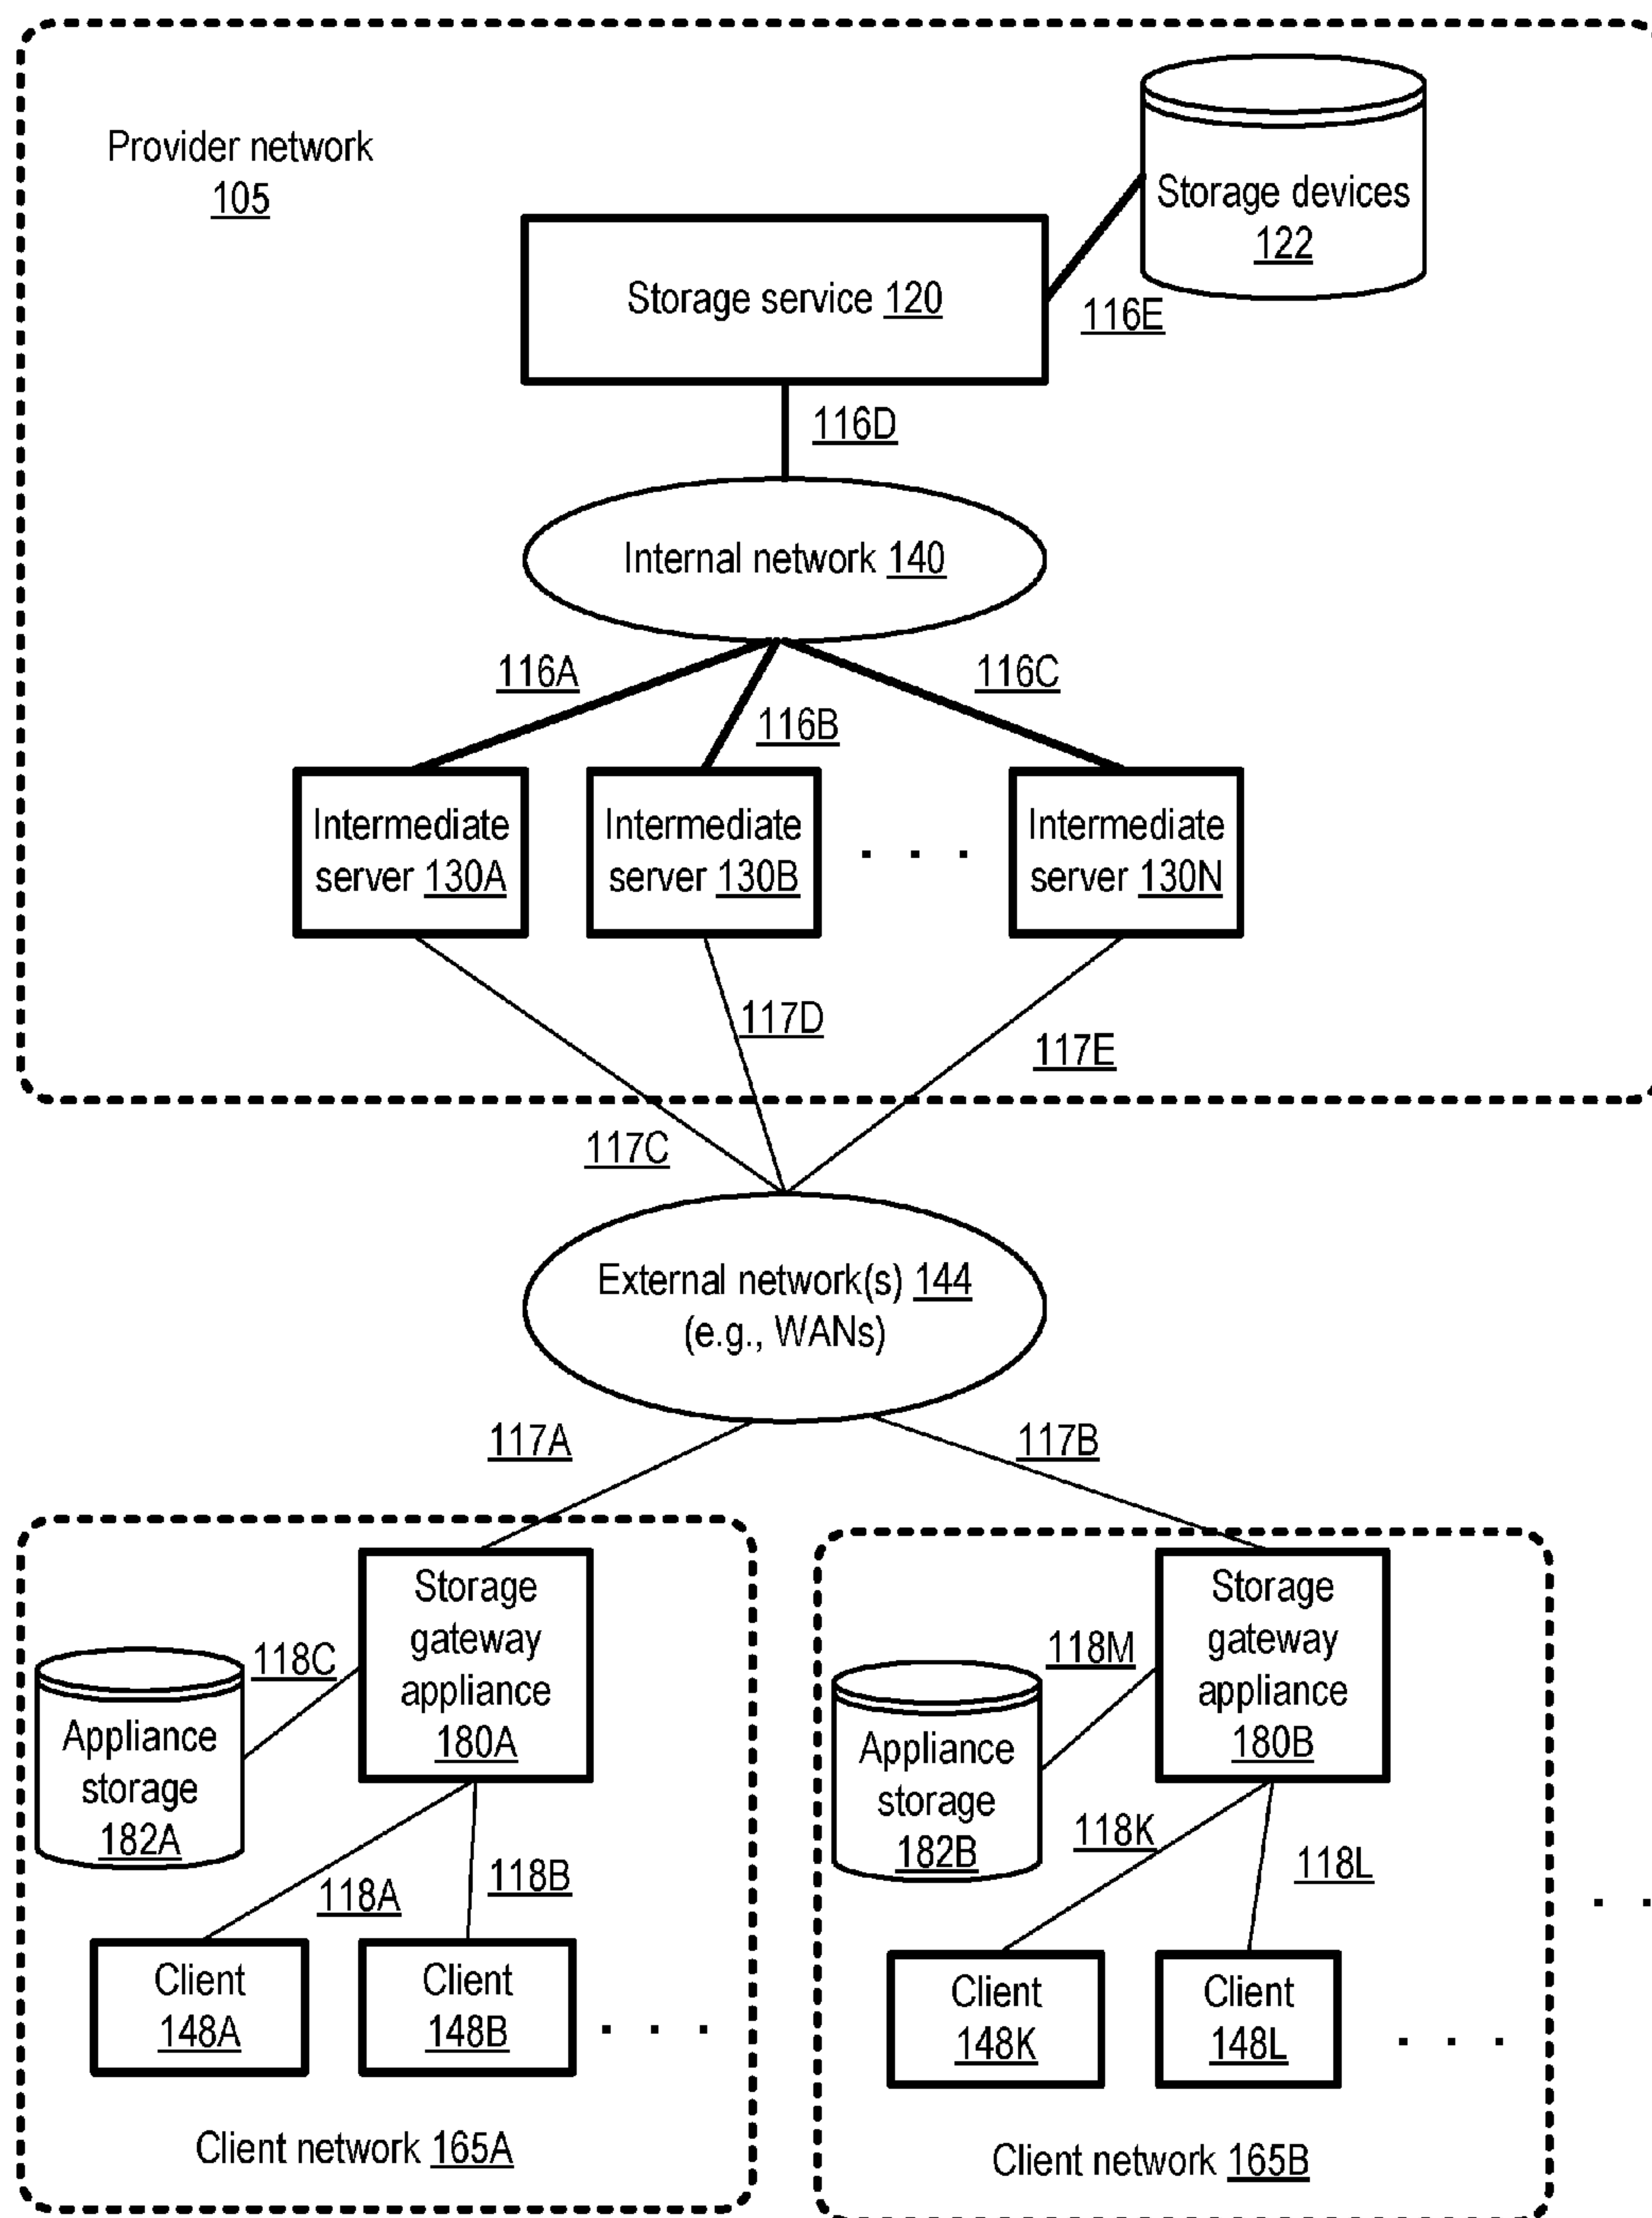 Provider network
105
Storage devices
122
Storage service 120
116E
116D
Internal network 140
116A
116B
116C
Intermediate
server 130A
Intermediate
server 130B
. . .
Intermediate
server 130N
117D
117E
117C
External network(s) 144
(e.g., WANs)
117A
117B
Storage
gateway
appliance
180A
118C
Appliance
storage
182A
118A
118B
Client
148A
Client
148B
. . .
Client network 165A
Storage
gateway
appliance
180B
118M
Appliance
storage
182B
118K
118L
Client
148K
Client
148L
. . .
Client network 165B
. .